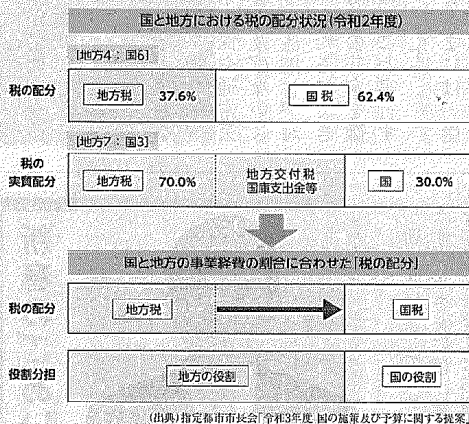 国と地方における税の配分状況(令和2年度)
[地方4：国6]
税の配分 地方税 37.6% 国税 62.4%
[地方7：国3]
税の
実質配分 地方税 70.0% 地方交付税
国庫支出金等 国 30.0%
国と地方の事業経費の割合に合わせた「税の配分」
税の配分 地方税 国税
役割分担 地方の役割 国の役割
(出典)指定都市市長会「令和3年度 国の施策及び予算に関する提案」